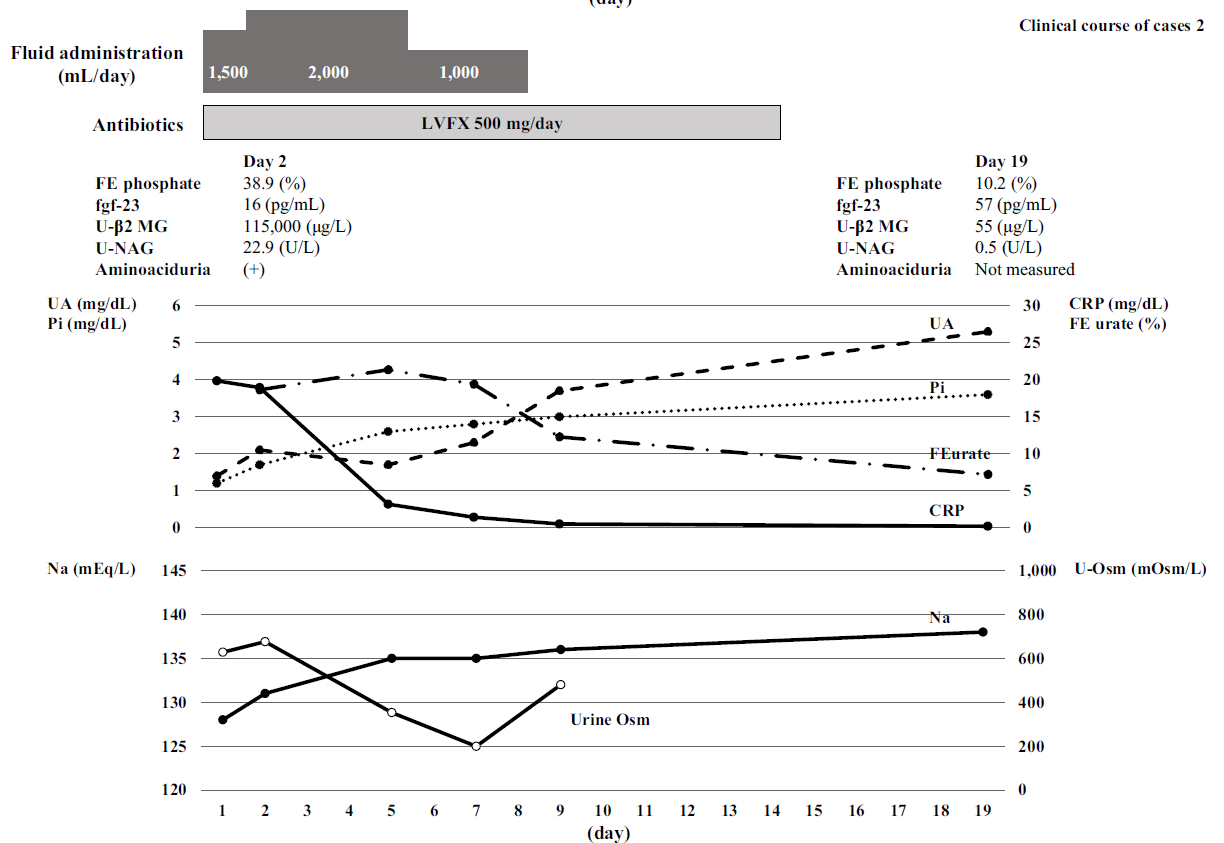 (day)
Clinical course of cases 2
Fluid administration
(mL/day)
1,500 2,000 1,000
Antibiotics
LVFX 500 mg/day
Day 2
FE phosphate 38.9 (%)
fgf-23 16 (pg/mL)
U-β2 MG 115,000 (μg/L)
U-NAG 22.9 (U/L)
Aminoaciduria (+)
Day 19
FE phosphate 10.2 (%)
fgf-23 57 (pg/mL)
U-β2 MG 55 (μg/L)
U-NAG 0.5 (U/L)
Aminoaciduria Not measured
UA (mg/dL)
Pi (mg/dL)
6
5
4
3
2
1
0
UA
Pi
FEurate
CRP
30
25
20
15
10
5
0
CRP (mg/dL)
FE urate (%)
Na (mEq/L)
145
140
135
130
125
120
Na
Urine Osm
1,000
800
600
400
200
0
U-Osm (mOsm/L)
1 2 3 4 5 6 7 8 9 10 11 12 13 14 15 16 17 18 19
(day)